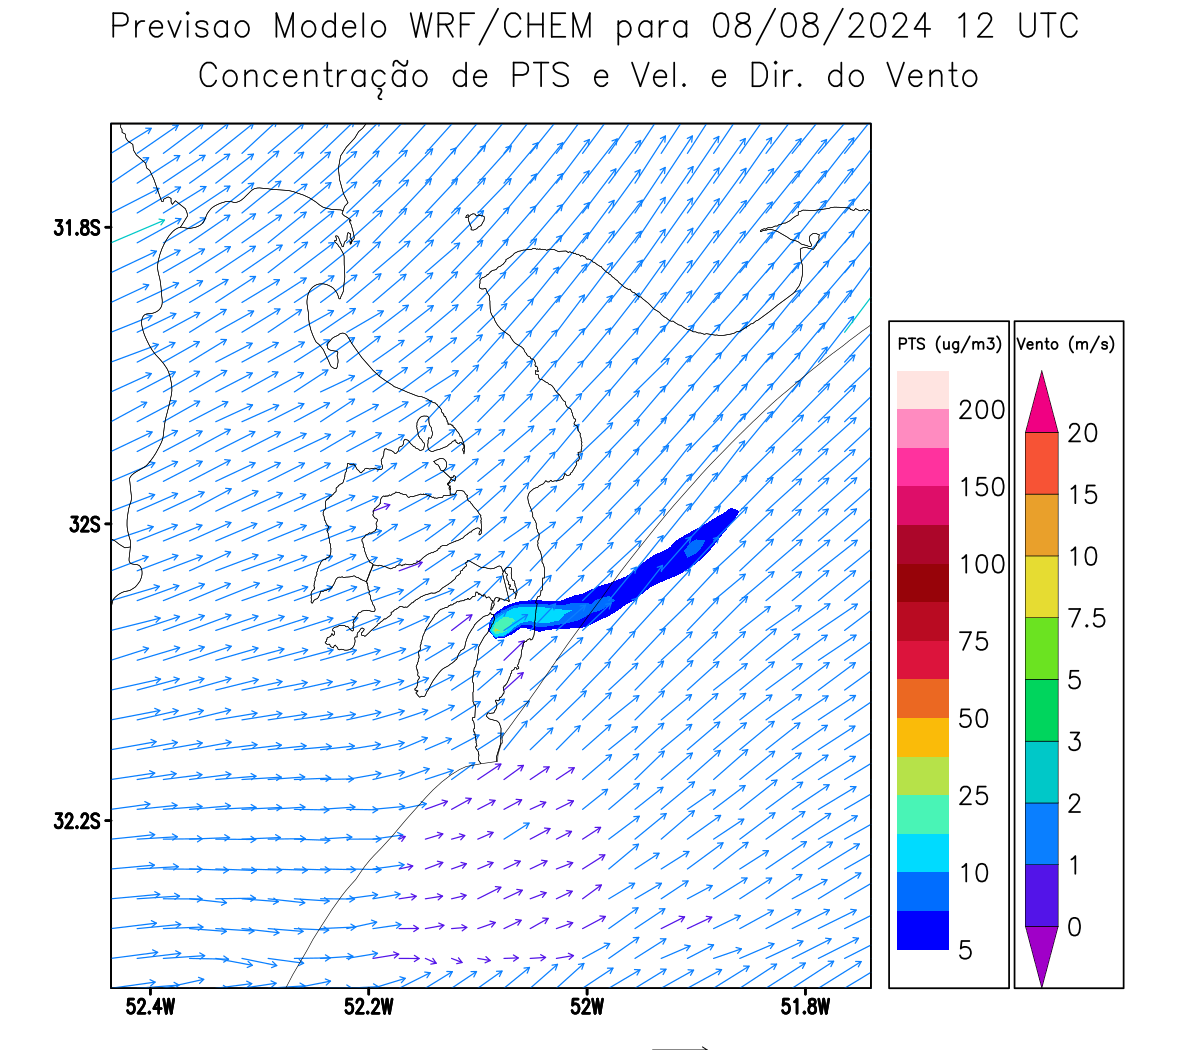 Previsao Modelo WRF/CHEM para 08/08/2024 12 UTC
Concentração de PTS e Vel. e Dir. do Vento
31.8S
32S
32.2S
52.4W 52.2W 52W 51.8W
PTS (ug/m3)
200
150
100
75
50
25
10
5
Vento (m/s)
20
15
10
7.5
5
3
2
1
0